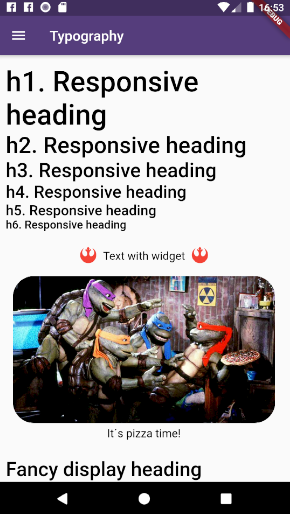 16:53
DEBUG
Typography
h1. Responsive
heading
h2. Responsive heading
h3. Responsive heading
h4. Responsive heading
h5. Responsive heading
h6. Responsive heading
Text with widget
It´s pizza time!
Fancy display heading